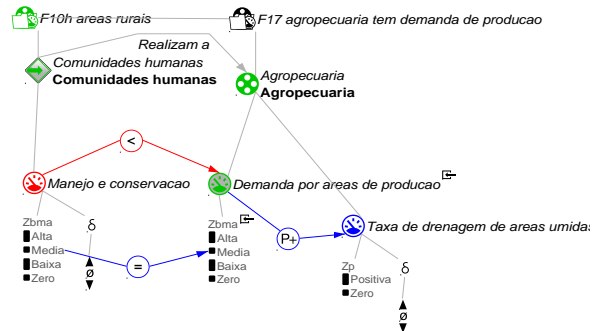 F10h areas rurais
F17 agropecuaria tem demanda de producao
Realizam a
Comunidades humanas
Comunidades humanas
Agropecuaria
Agropecuaria
<
Manejo e conservacao
Demanda por areas de producao
Taxa de drenagem de areas umidas
Zbma
Alta
Media
Baixa
Zero
δ
ø
=
Zbma
Alta
Media
Baixa
Zero
P+
Zp
Positiva
Zero
δ
ø